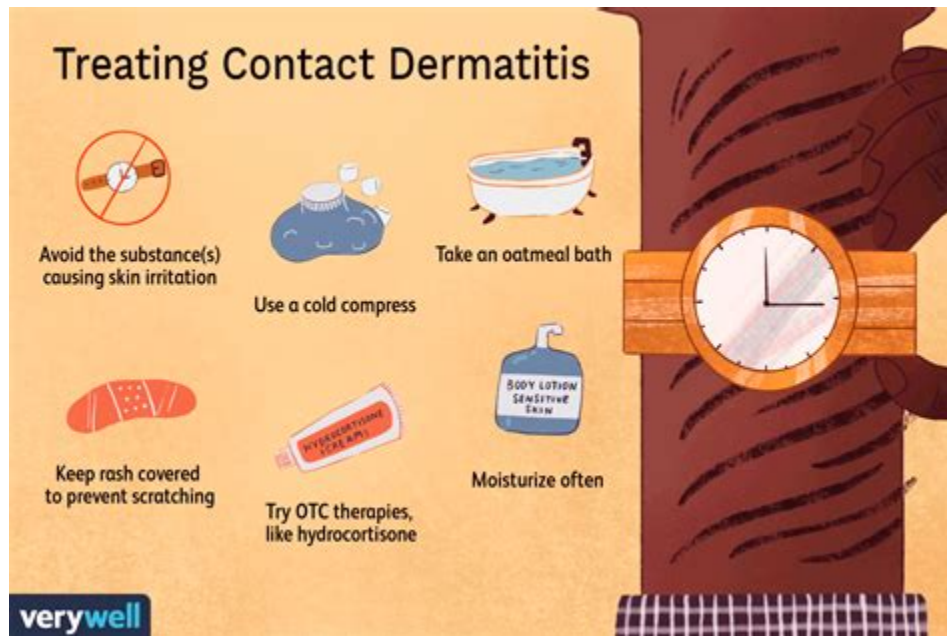 Treating Contact Dermatitis
Avoid the substance(s)
causing skin irritation
Use a cold compress
Take an oatmeal bath
Keep rash covered
to prevent scratching
HYDROCORTISONE
(CREAM)
Try OTC therapies,
like hydrocortisone
BODY LOTION
SENSITIVE
SKIN
Moisturize often
verywell